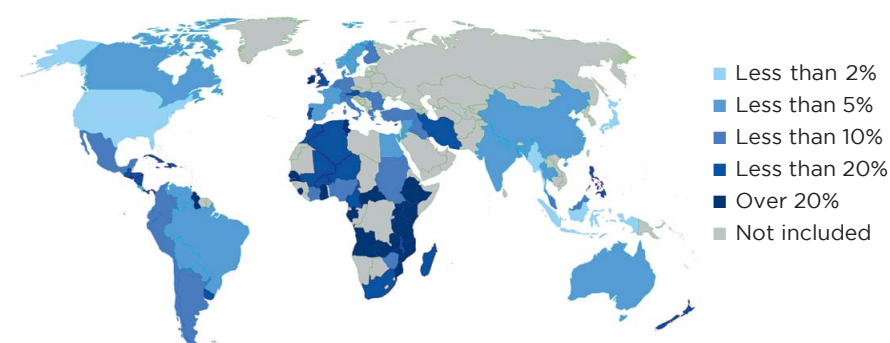 Less than 2%
Less than 5%
Less than 10%
Less than 20%
Over 20%
Not included